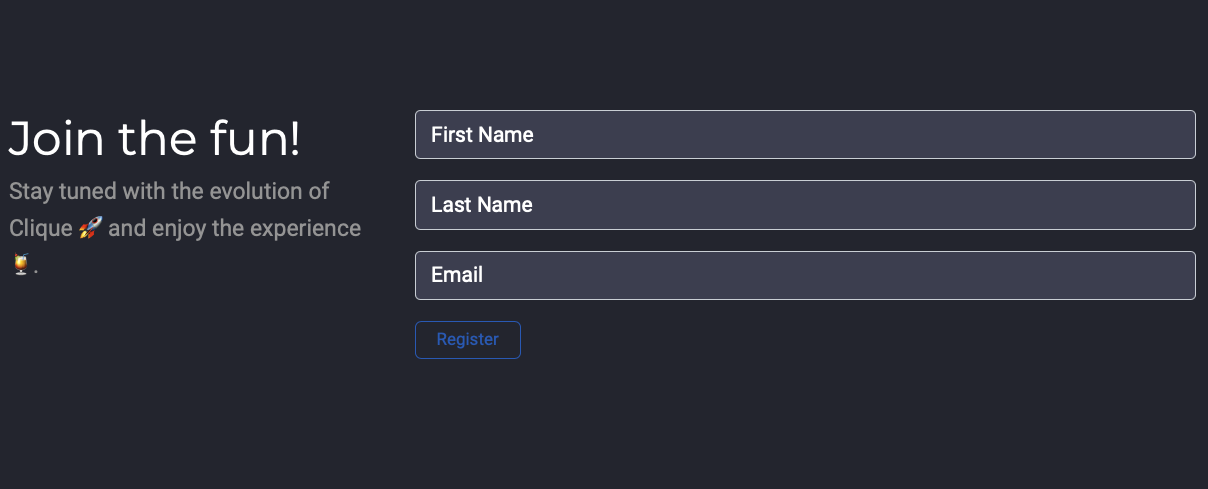 Join the fun!
Stay tuned with the evolution of
Clique 🚀 and enjoy the experience
🍹.
First Name
Last Name
Email
Register